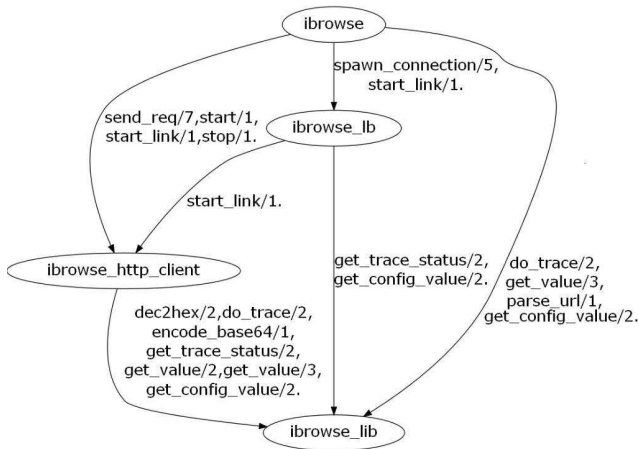 ibrowse
spawn_connection/5,
start_link/1.
send_req/7,start/1,
start_link/1,stop/1.
ibrowse_lb
start_link/1.
ibrowse_http_client
get_trace_status/2,
get_config_value/2.
do_trace/2,
get_value/3,
parse_url/1,
get_config_value/2.
dec2hex/2,do_trace/2,
encode_base64/1,
get_trace_status/2,
get_value/2,get_value/3,
get_config_value/2.
ibrowse_lib